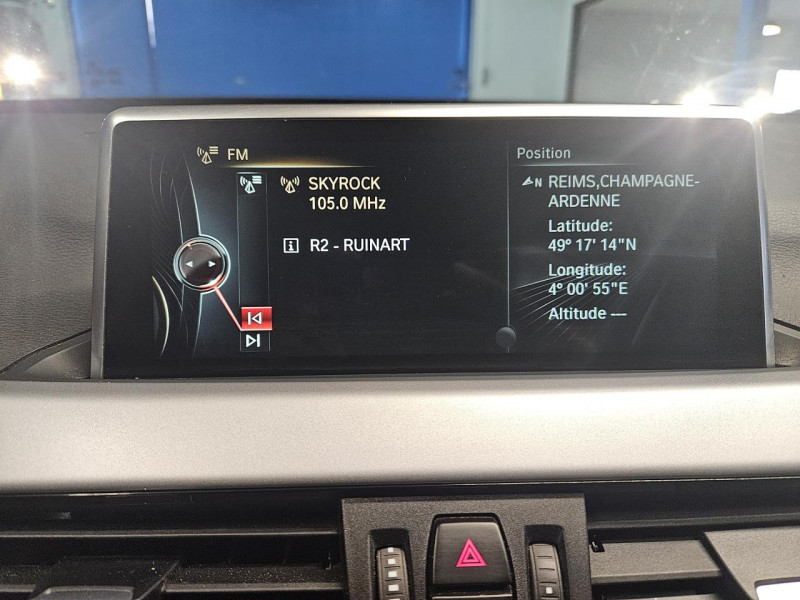 FM
SKYROCK
105.0 MHz
R2 - RUINART
Position
N REIMS,CHAMPAGNE-
ARDENNE
Latitude:
49° 17' 14"N
Longitude:
4° 00' 55"E
Altitude ---